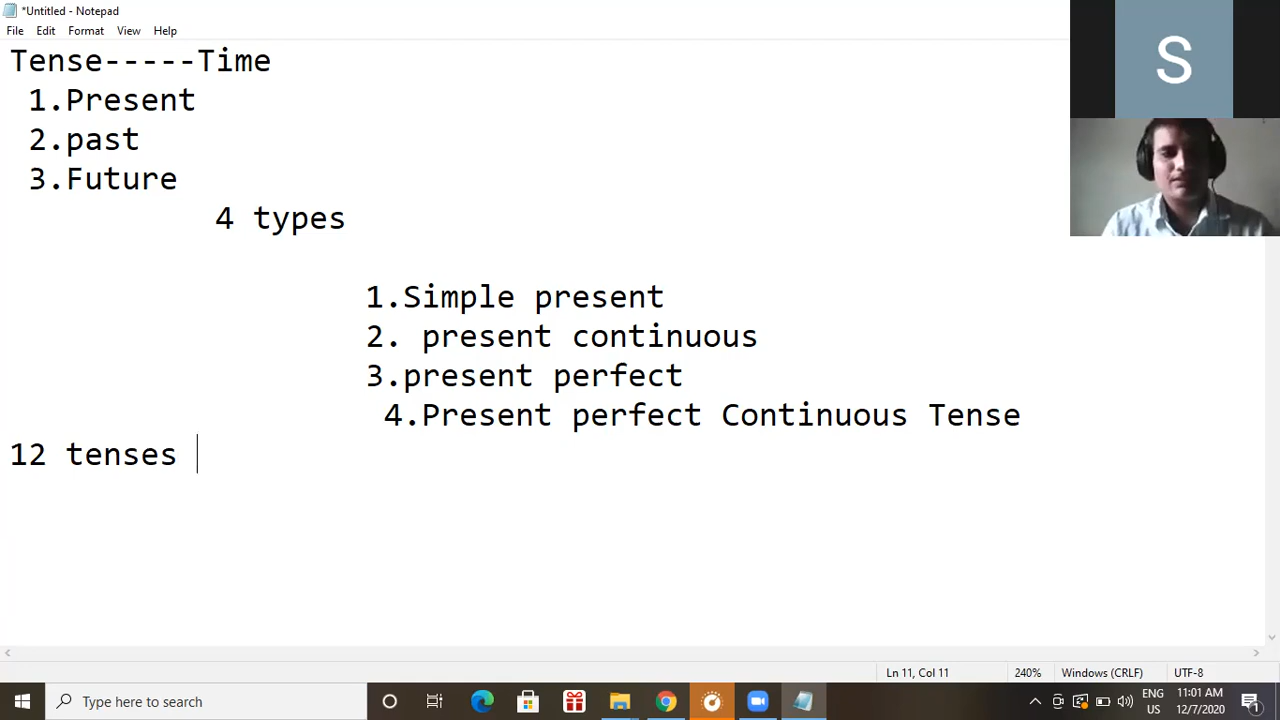 *Untitled - Notepad
File Edit Format View Help
Tense-----Time
1.Present
2.past
3.Future
4 types
1.Simple present
2. present continuous
3.present perfect
4.Present perfect Continuous Tense
12 tenses
S
Ln 11, Col 11 240% Windows (CRLF) UTF-8
Type here to search
ENG 11:01 AM
US 12/7/2020 1